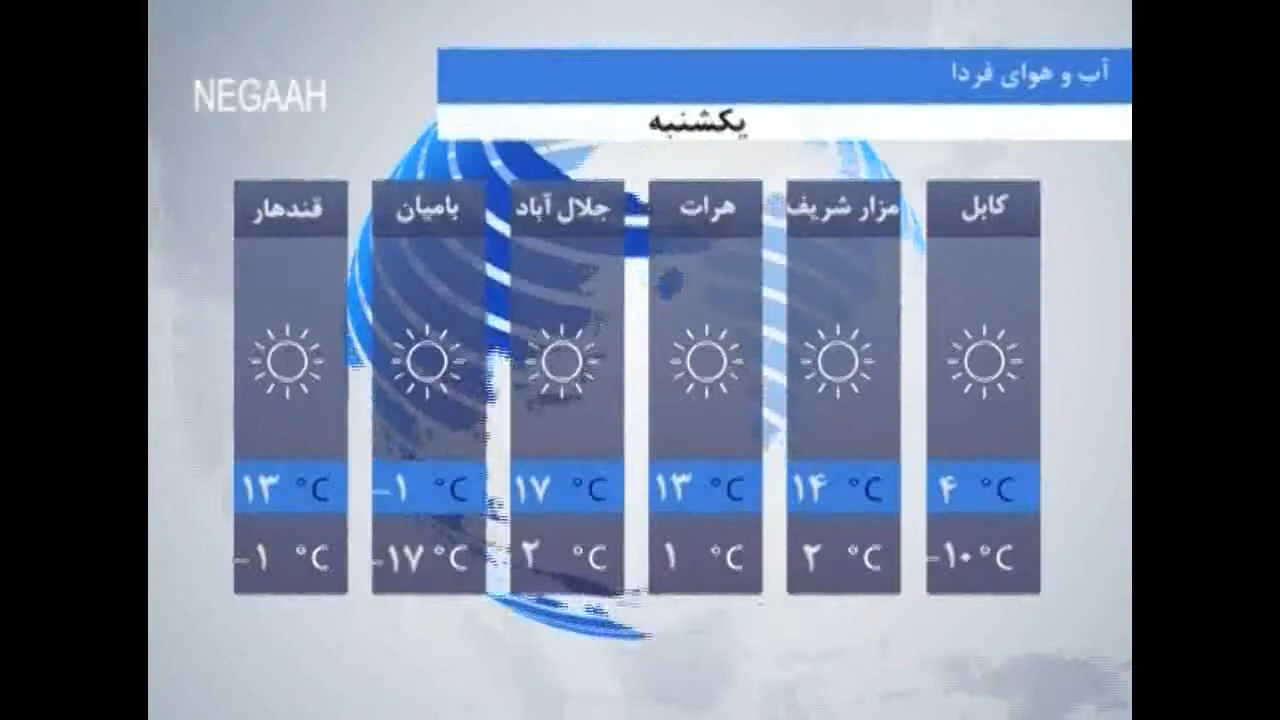 NEGAAH
آب و هوای فردا
یکشنبه
کابل مزار شریف هرات جلال آباد بامیان قندهار
۴ °C ۱۴ °C ۱۳ °C ۱۷ °C -۱ °C ۱۳ °C
-۱۰ °C ۲ °C ۱ °C ۲ °C -۱۷ °C -۱ °C